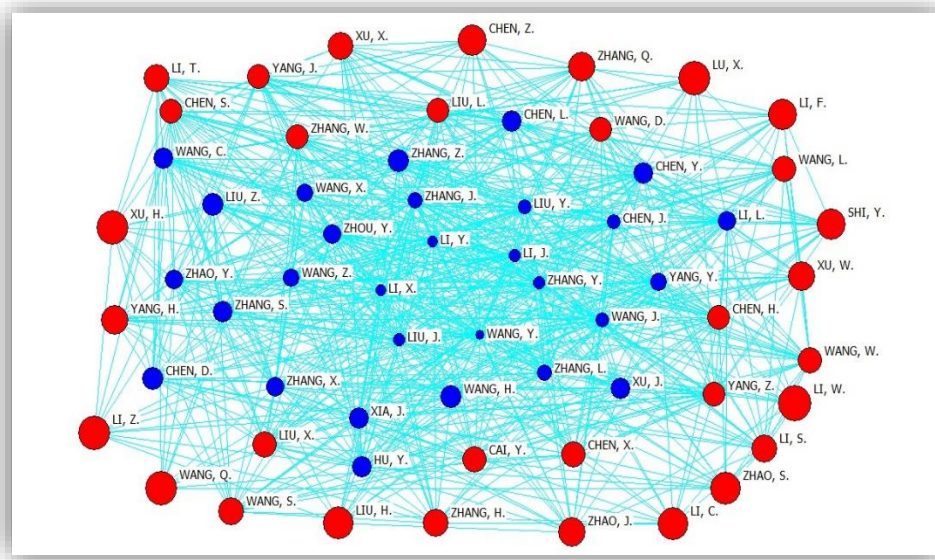 CHEN, Z.
XU, X.
ZHANG, Q.
LI, T.
YANG, J.
LU, X.
CHEN, S.
LIU, L.
LI, F.
CHEN, L.
WANG, D.
ZHANG, W.
WANG, C.
ZHANG, Z.
WANG, L.
CHEN, Y.
WANG, X.
ZHANG, J.
LIU, Z.
LIU, Y.
XU, H.
CHEN, J.
LI, L.
SHI, Y.
ZHOU, Y.
LI, Y.
LI, J.
ZHAO, Y.
WANG, Z.
ZHANG, Y.
YANG, Y.
XU, W.
LI, X.
ZHANG, S.
YANG, H.
WANG, J.
CHEN, H.
LIU, J.
WANG, Y.
WANG, W.
CHEN, D.
ZHANG, X.
ZHANG, L.
WANG, H.
XU, J.
YANG, Z.
LI, W.
XIA, J.
LI, Z.
LIU, X.
LI, S.
HU, Y.
CAI, Y.
CHEN, X.
WANG, Q.
ZHAO, S.
WANG, S.
LIU, H.
ZHANG, H.
ZHAO, J.
LI, C.